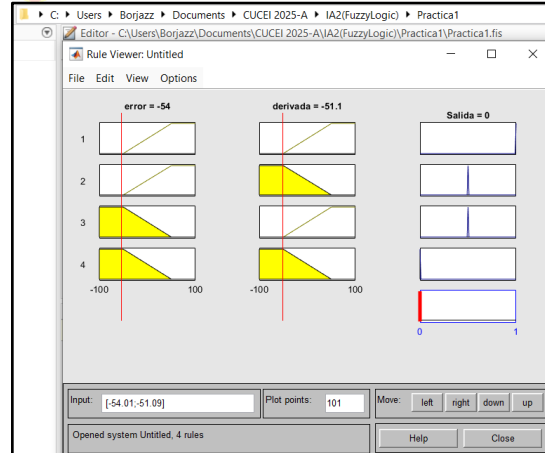 C: ▸ Users ▸ Borjazz ▸ Documents ▸ CUCEI 2025-A ▸ IA2(FuzzyLogic) ▸ Practica1
Editor - C:\Users\Borjazz\Documents\CUCEI 2025-A\IA2(FuzzyLogic)\Practica1\Practica1.fis
Rule Viewer: Untitled
File Edit View Options
error = -54 derivada = -51.1 Salida = 0
1
2
3
4
-100 100 -100 100
0 1
Input: [-54.01;-51.09] Plot points: 101 Move: left right down up
Opened system Untitled, 4 rules Help Close